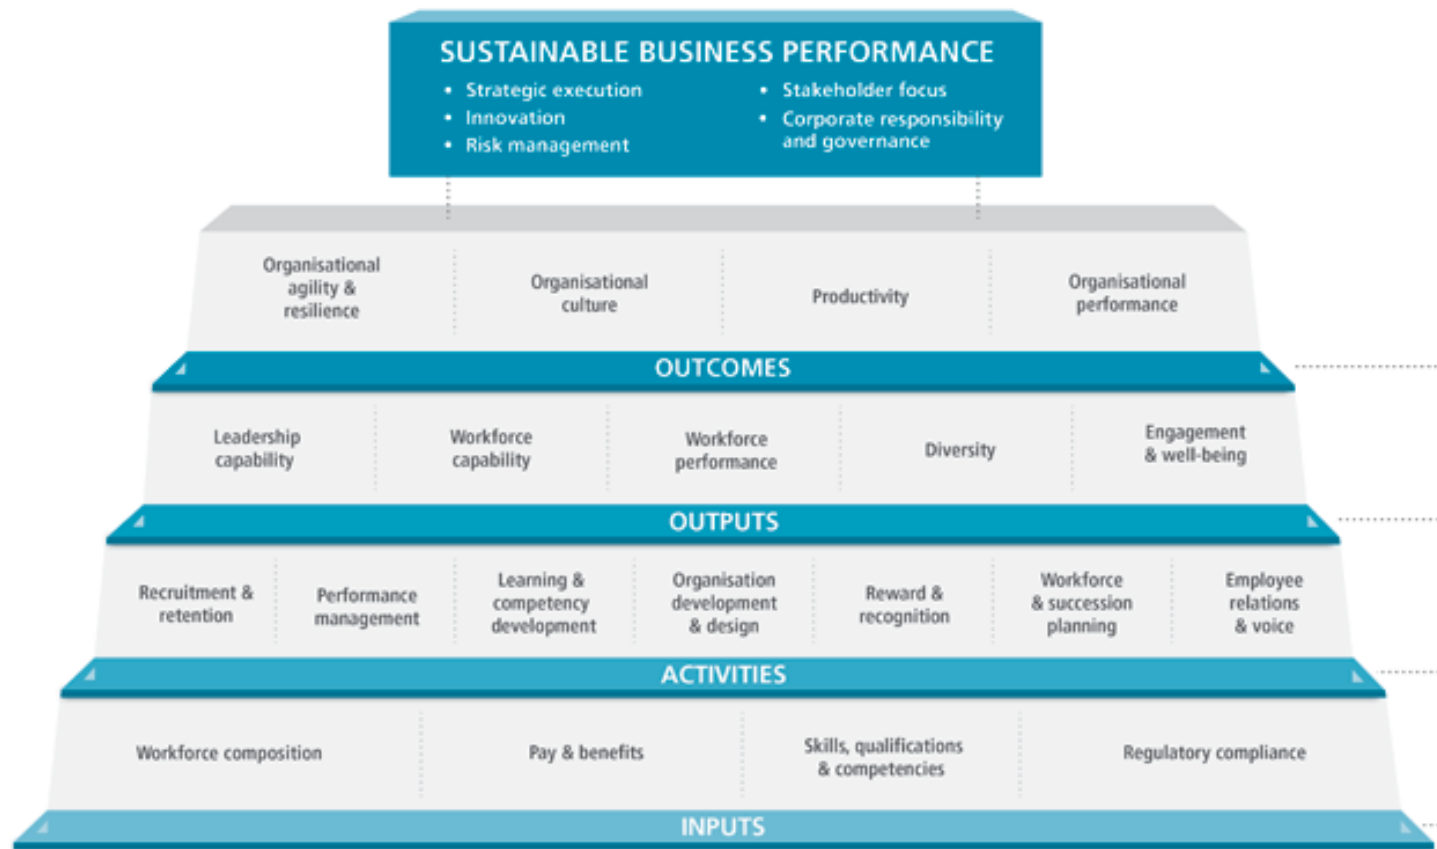 SUSTAINABLE BUSINESS PERFORMANCE
• Strategic execution
• Innovation
• Risk management
• Stakeholder focus
• Corporate responsibility
and governance
Organisational
agility &
resilience
Organisational
culture
Productivity
Organisational
performance
OUTCOMES
Leadership
capability
Workforce
capability
Workforce
performance
Diversity
Engagement
& well-being
OUTPUTS
Recruitment &
retention
Performance
management
Learning &
competency
development
Organisation
development
& design
Reward &
recognition
Workforce
& succession
planning
Employee
relations
& voice
ACTIVITIES
Workforce composition
Pay & benefits
Skills, qualifications
& competencies
Regulatory compliance
INPUTS